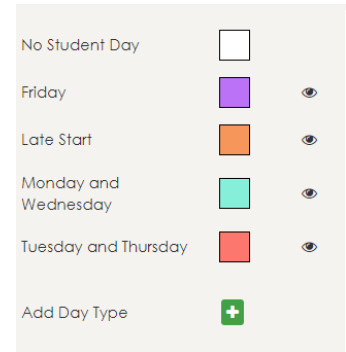 No Student Day
Friday
Late Start
Monday and
Wednesday
Tuesday and Thursday
Add Day Type